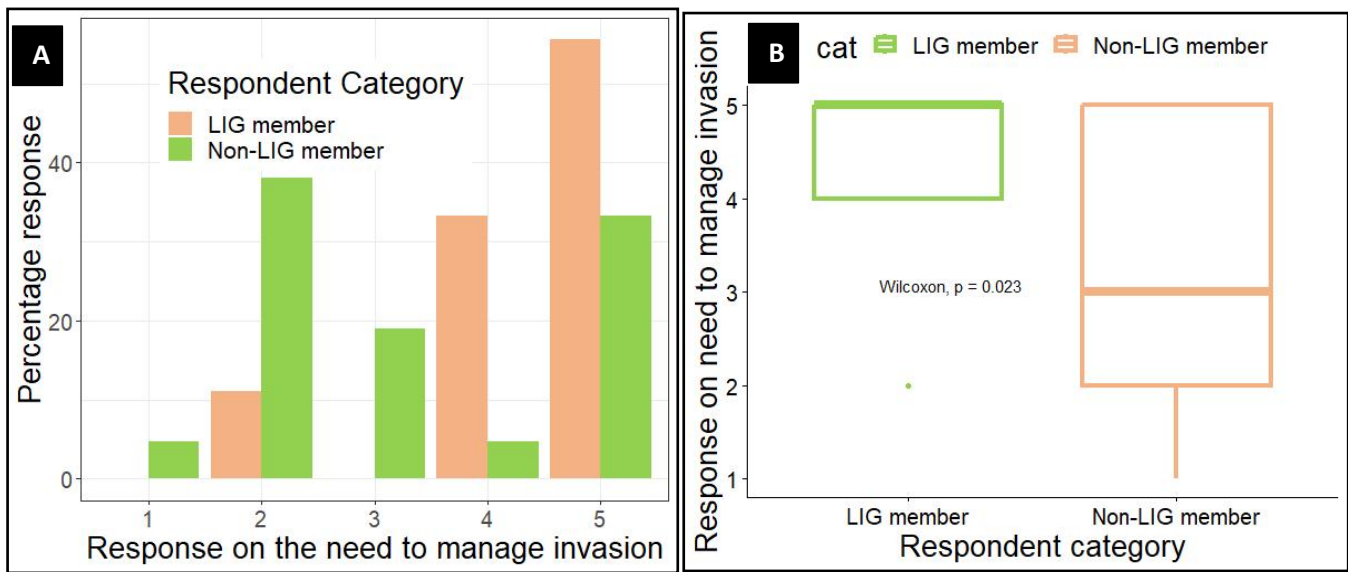 A
Respondent Category
LIG member
Non-LIG member
Percentage response
40
20
0
1 2 3 4 5
Response on the need to manage invasion
B
cat LIG member Non-LIG member
Response on need to manage invasion
5
4
3
2
1
Wilcoxon, p = 0.023
LIG member Non-LIG member
Respondent category